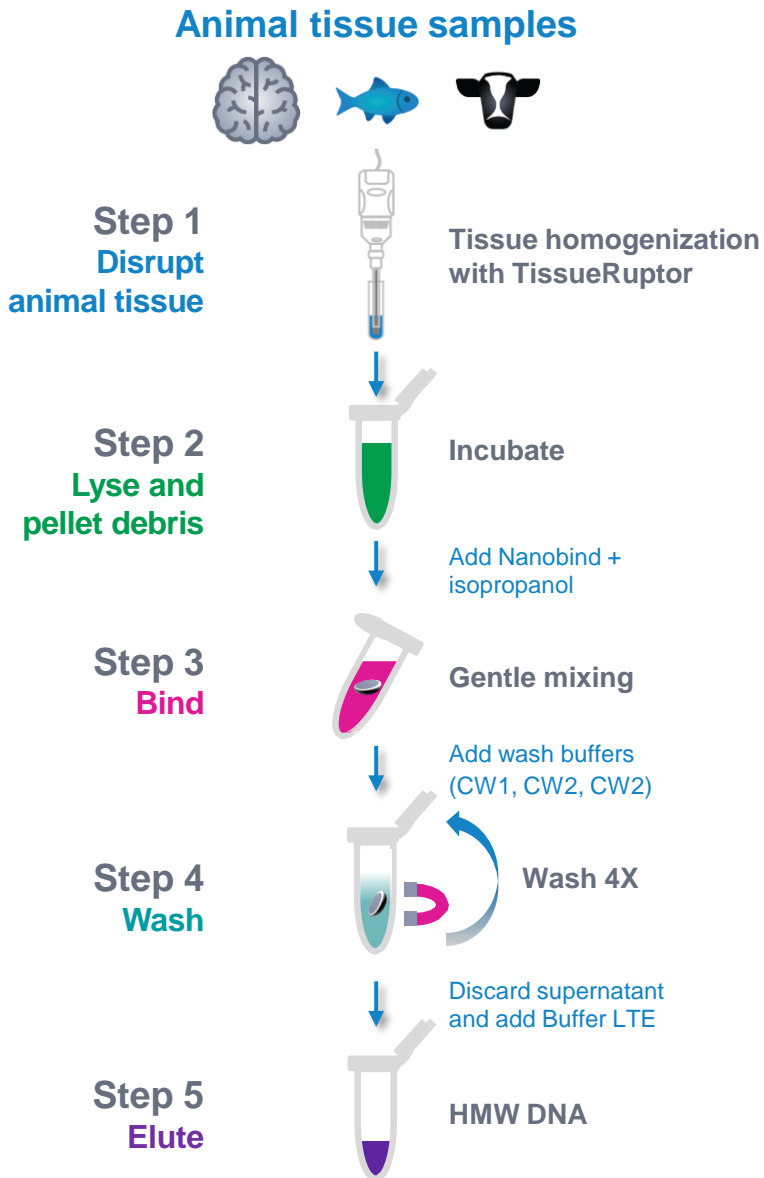 Animal tissue samples
Step 1
Disrupt
animal tissue
Tissue homogenization
with TissueRuptor
Step 2
Lyse and
pellet debris
Incubate
Add Nanobind +
isopropanol
Step 3
Bind
Gentle mixing
Add wash buffers
(CW1, CW2, CW2)
Step 4
Wash
Wash 4X
Discard supernatant
and add Buffer LTE
Step 5
Elute
HMW DNA